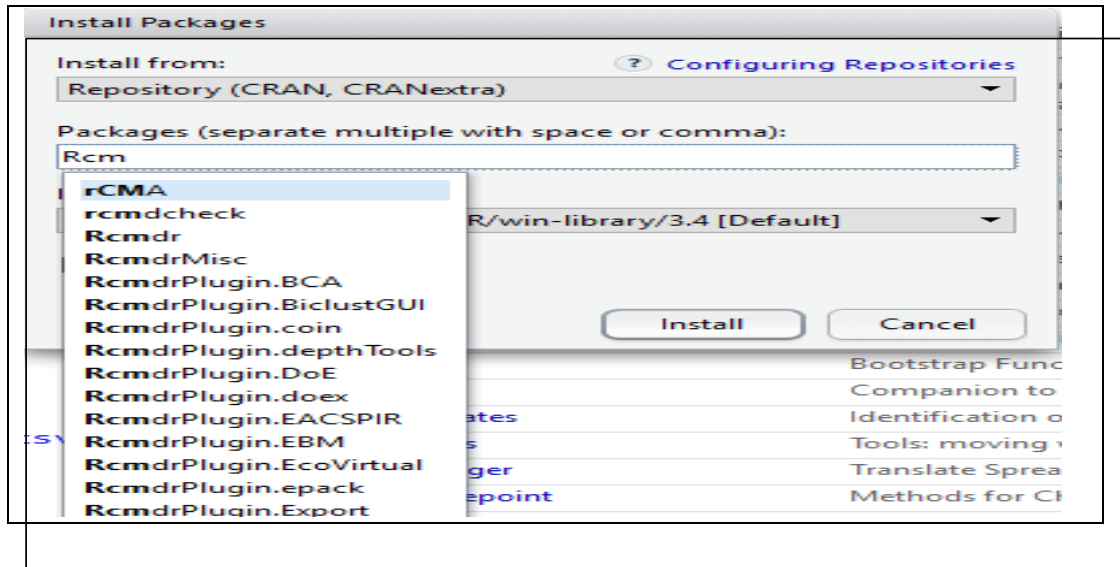 Install Packages
Install from:
? Configuring Repositories
Repository (CRAN, CRANextra)
Packages (separate multiple with space or comma):
Rcm
rCMA
rcmdcheck
Rcmdr
RcmdrMisc
RcmdrPlugin.BCA
RcmdrPlugin.BiclustGUI
RcmdrPlugin.coin
RcmdrPlugin.depthTools
RcmdrPlugin.DoE
RcmdrPlugin.doex
RcmdrPlugin.EACSPIR
RcmdrPlugin.EBM
RcmdrPlugin.EcoVirtual
RcmdrPlugin.epack
RcmdrPlugin.Export
R/win-library/3.4 [Default]
Install
Cancel
Bootstrap Func
Companion to
ates Identification o
s Tools: moving
ger Translate Sprea
epoint Methods for Ch